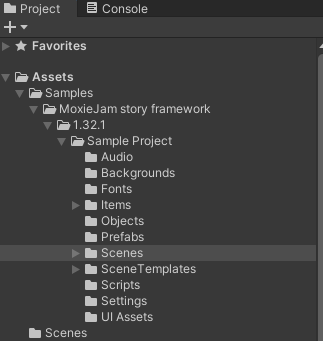 Project
Console
Favorites
Assets
Samples
MoxieJam story framework
1.32.1
Sample Project
Audio
Backgrounds
Fonts
Items
Objects
Prefabs
Scenes
SceneTemplates
Scripts
Settings
UI Assets
Scenes